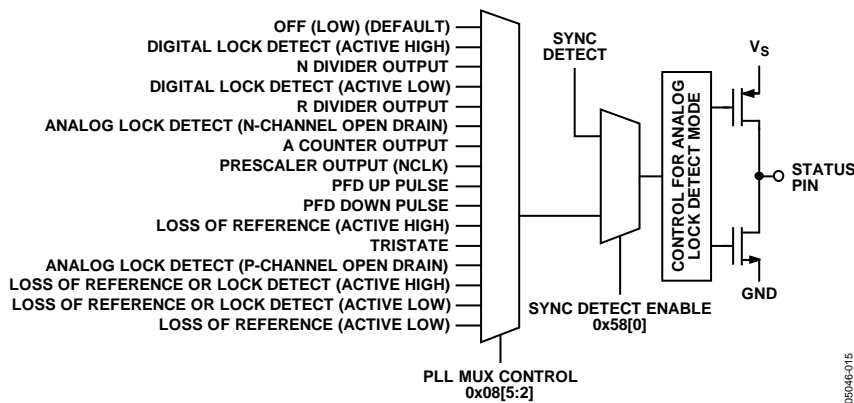 OFF (LOW) (DEFAULT)
DIGITAL LOCK DETECT (ACTIVE HIGH)
N DIVIDER OUTPUT
DIGITAL LOCK DETECT (ACTIVE LOW)
R DIVIDER OUTPUT
ANALOG LOCK DETECT (N-CHANNEL OPEN DRAIN)
A COUNTER OUTPUT
PRESCALER OUTPUT (NCLK)
PFD UP PULSE
PFD DOWN PULSE
LOSS OF REFERENCE (ACTIVE HIGH)
TRISTATE
ANALOG LOCK DETECT (P-CHANNEL OPEN DRAIN)
LOSS OF REFERENCE OR LOCK DETECT (ACTIVE HIGH)
LOSS OF REFERENCE OR LOCK DETECT (ACTIVE LOW)
LOSS OF REFERENCE (ACTIVE LOW)
PLL MUX CONTROL
0x08[5:2]
SYNC
DETECT
SYNC DETECT ENABLE
0x58[0]
CONTROL FOR ANALOG
LOCK DETECT MODE
VS
STATUS
PIN
GND
05046-015